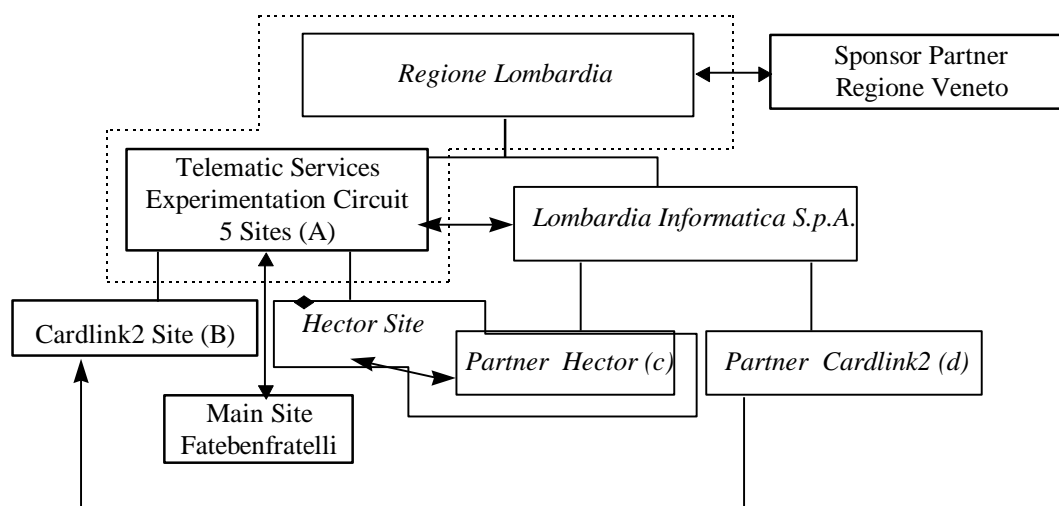 Regione Lombardia
Sponsor Partner
Regione Veneto
Telematic Services
Experimentation Circuit
5 Sites (A)
Lombardia Informatica S.p.A.
Cardlink2 Site (B)
Hector Site
Partner Hector (c)
Partner Cardlink2 (d)
Main Site
Fatebenfratelli